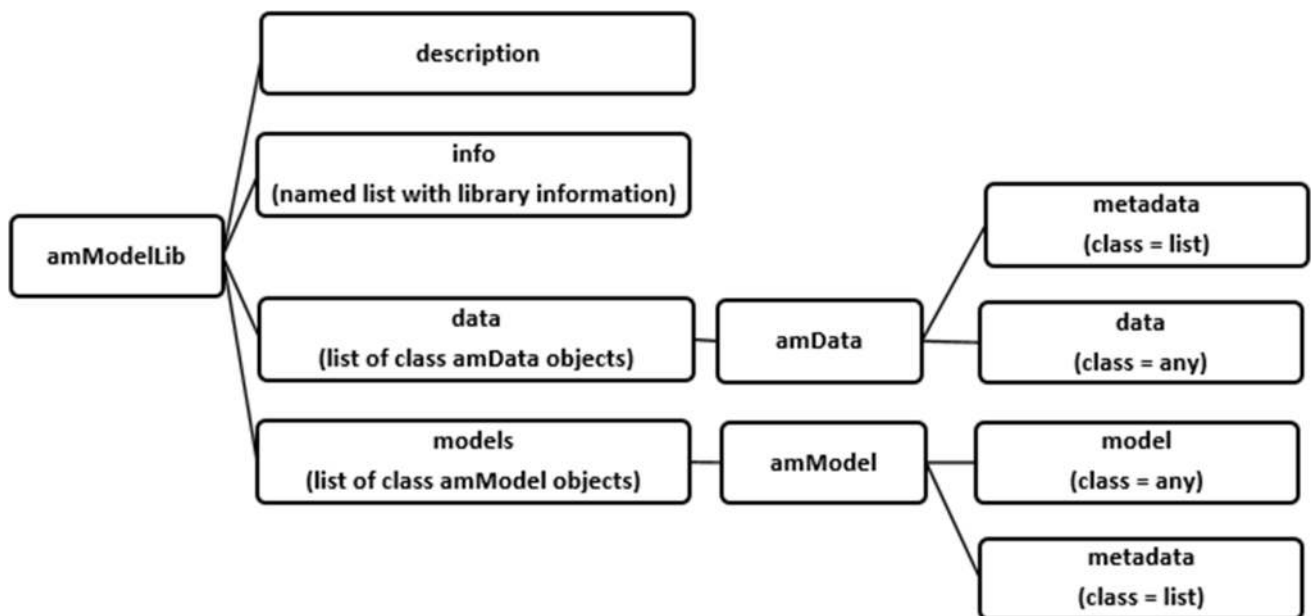 description
info
(named list with library information)
amModelLib
data
(list of class amData objects)
models
(list of class amModel objects)
amData
amModel
metadata
(class = list)
data
(class = any)
model
(class = any)
metadata
(class = list)